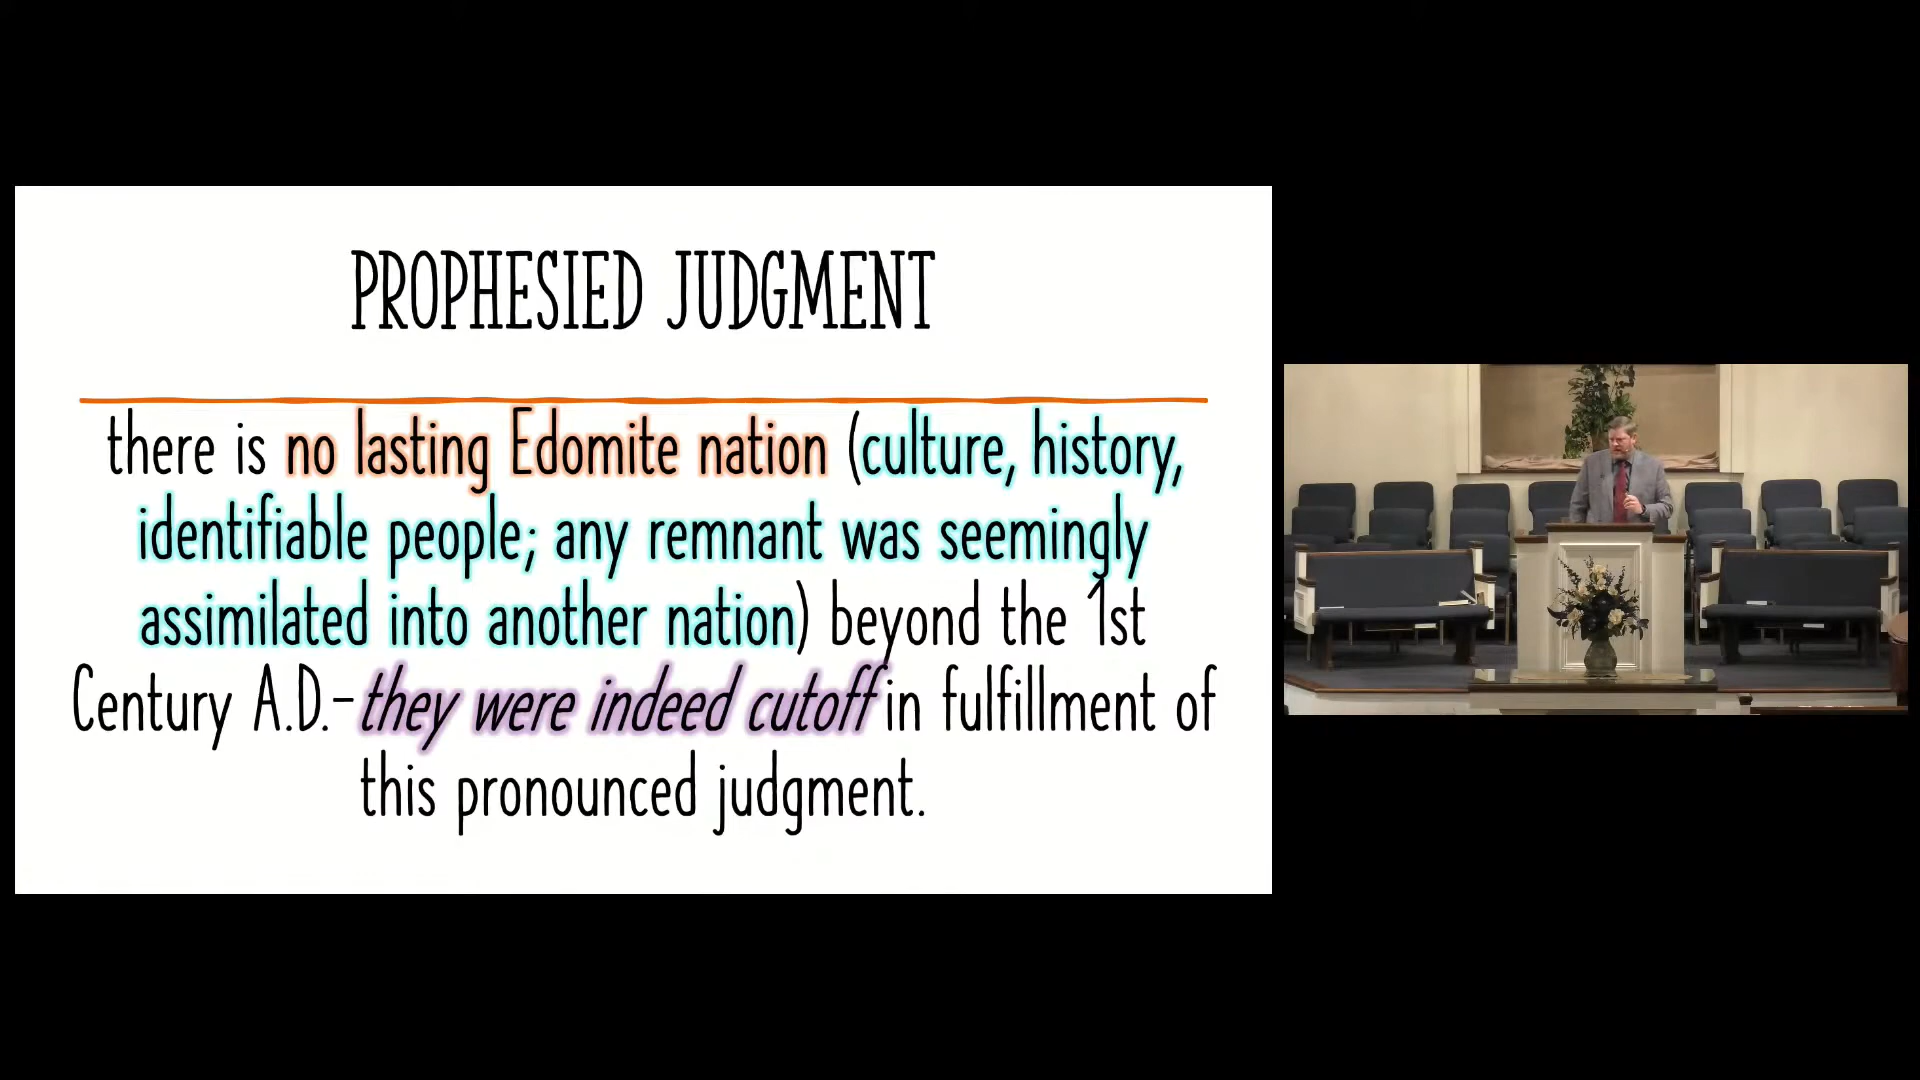 PROPHESIED JUDGMENT
there is no lasting Edomite nation (culture, history,
identifiable people; any remnant was seemingly
assimilated into another nation) beyond the 1st
Century A.D.-they were indeed cutoff in fulfillment of
this pronounced judgment.